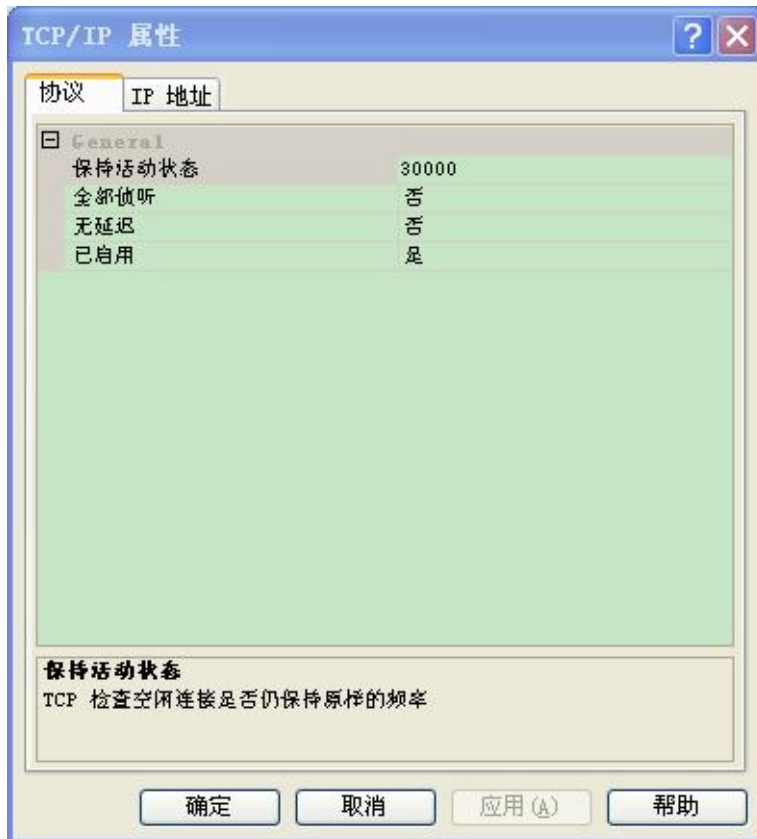 TCP/IP 属性
协议 IP 地址
General
保持活动状态 30000
全部侦听 否
无延迟 否
已启用 是
保持活动状态
TCP 检查空闲连接是否仍保持原样的频率
确定 取消 应用(A) 帮助